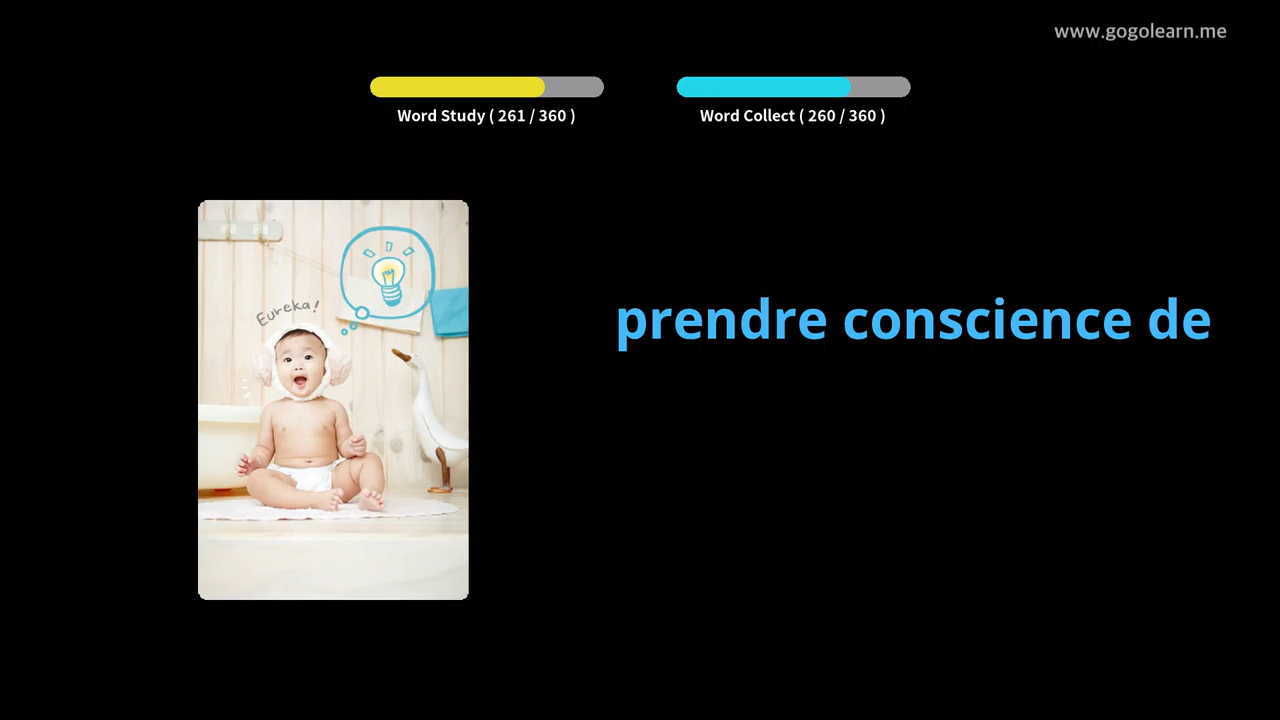 www.gogolearn.me
Word Study ( 261 / 360 )
Word Collect ( 260 / 360 )
Eureka!
prendre conscience de